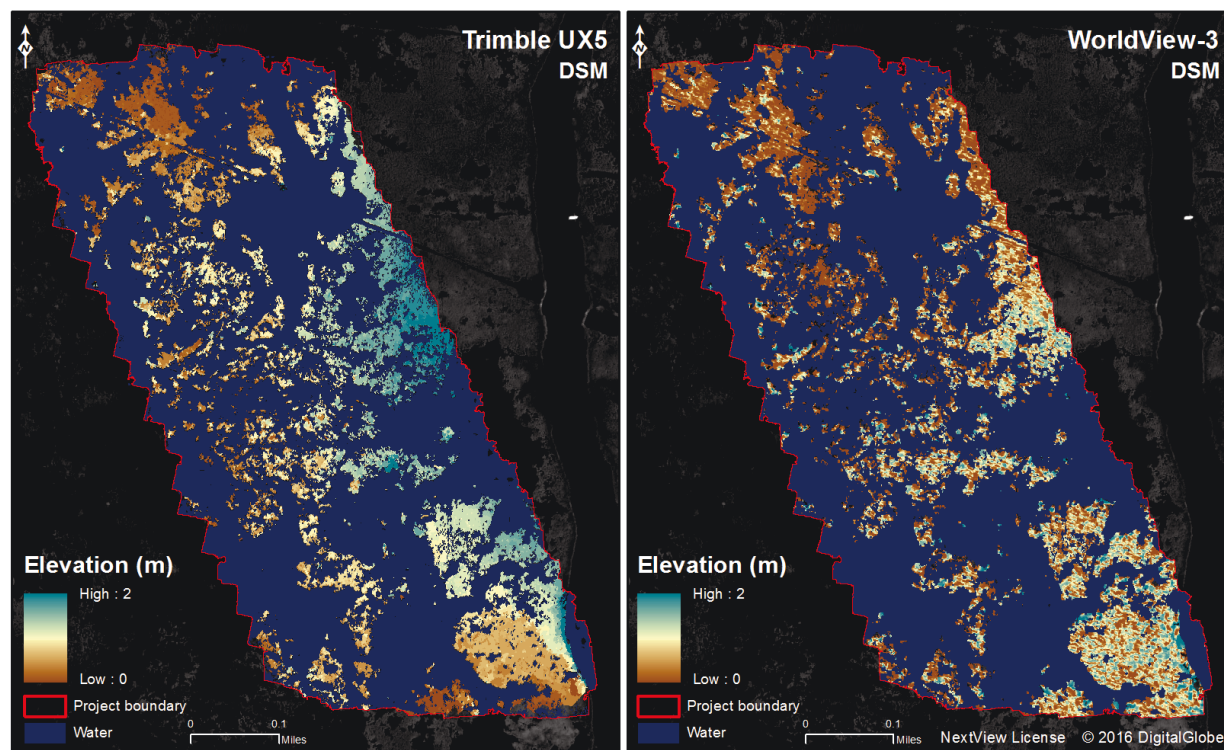 N
Trimble UX5
DSM
Elevation (m)
High : 2
Low : 0
Project boundary
Water
0
0.1
Miles
N
WorldView-3
DSM
Elevation (m)
High : 2
Low : 0
Project boundary
Water
0
0.1
Miles
NextView License © 2016 DigitalGlobe